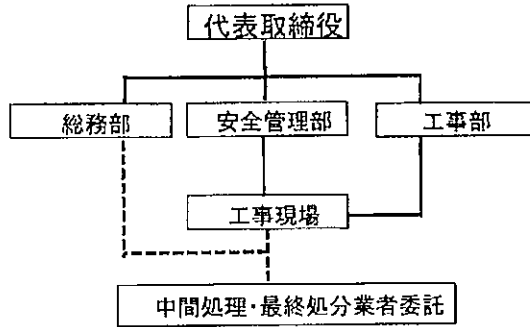 代表取締役
総務部
安全管理部
工事部
工事現場
中間処理・最終処分業者委託